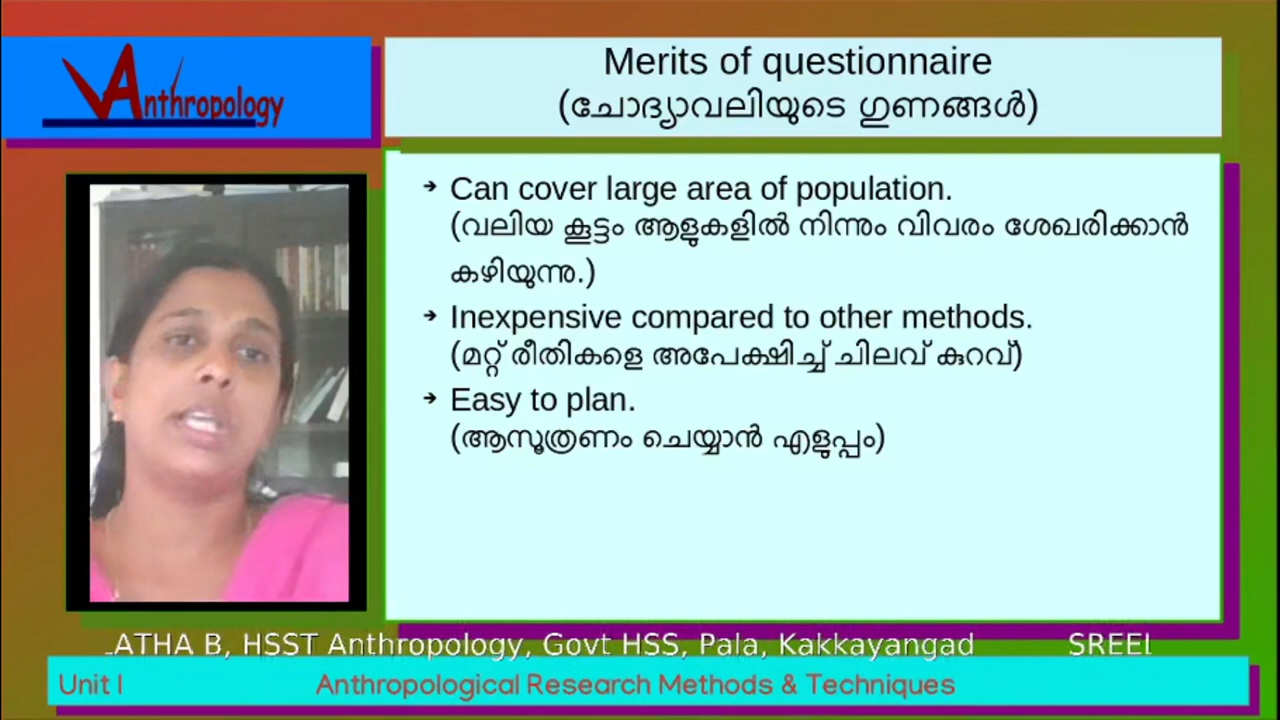 Anthropology
Merits of questionnaire
(ചോദ്യാവലിയുടെ ഗുണങ്ങൾ)
➔ Can cover large area of population.
(വലിയ കൂട്ടം ആളുകളിൽ നിന്നും വിവരം ശേഖരിക്കാൻ
കഴിയുന്നു.)
➔ Inexpensive compared to other methods.
(മറ്റ് രീതികളെ അപേക്ഷിച്ച് ചിലവ് കുറവ്)
➔ Easy to plan.
(ആസൂത്രണം ചെയ്യാൻ എളുപ്പം)
ATHA B, HSST Anthropology, Govt HSS, Pala, Kakkayangad SREEL
Unit I Anthropological Research Methods & Techniques